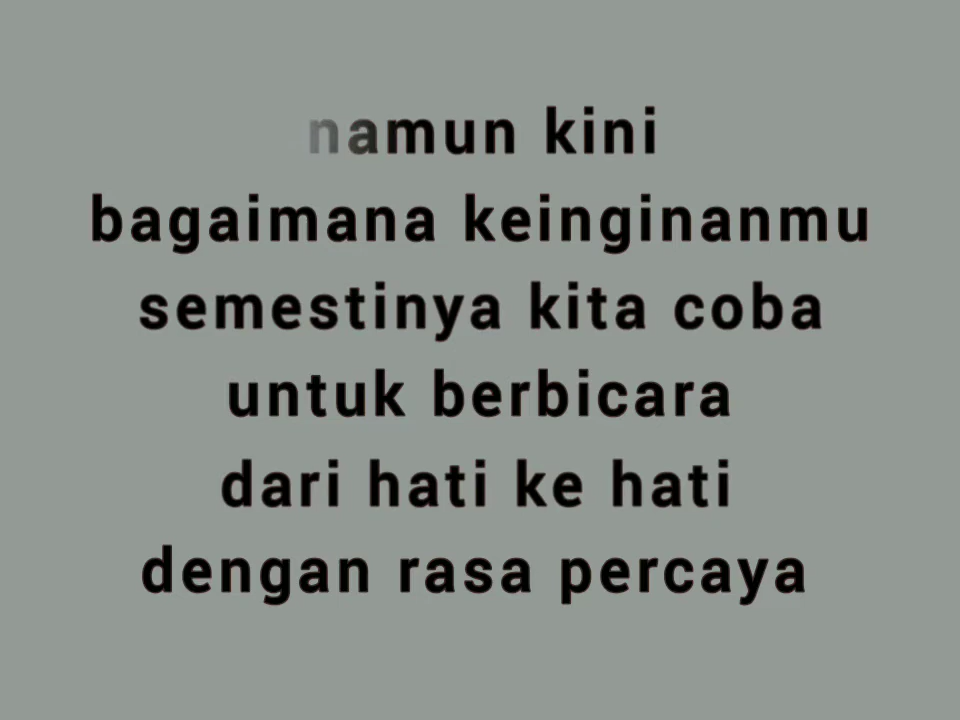 namun kini
bagaimana keinginanmu
semestinya kita coba
untuk berbicara
dari hati ke hati
dengan rasa percaya